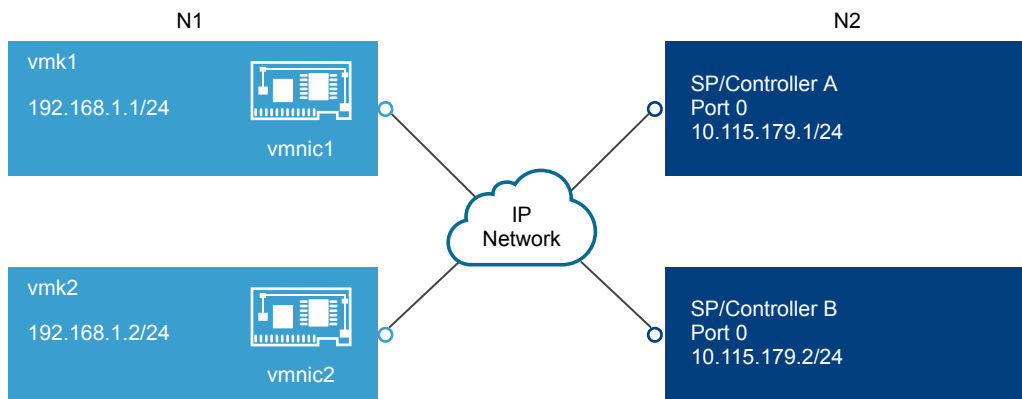 N1
N2
vmk1
192.168.1.1/24
vmnic1
SP/Controller A
Port 0
10.115.179.1/24
IP
Network
vmk2
192.168.1.2/24
vmnic2
SP/Controller B
Port 0
10.115.179.2/24